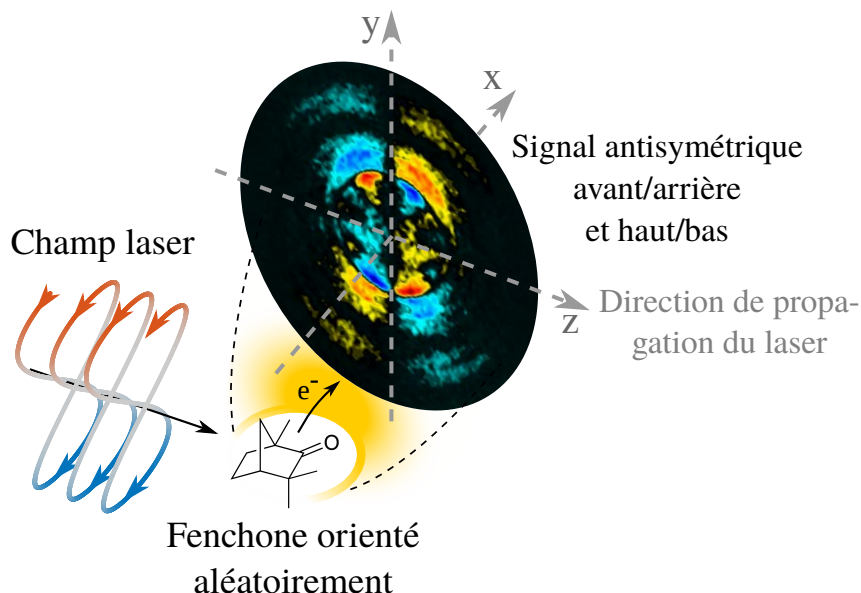 y
x
Signal antisymétrique
avant/arrière
et haut/bas
Champ laser
z
Direction de propa-
gation du laser
e-
O
Fenchone orienté
aléatoirement